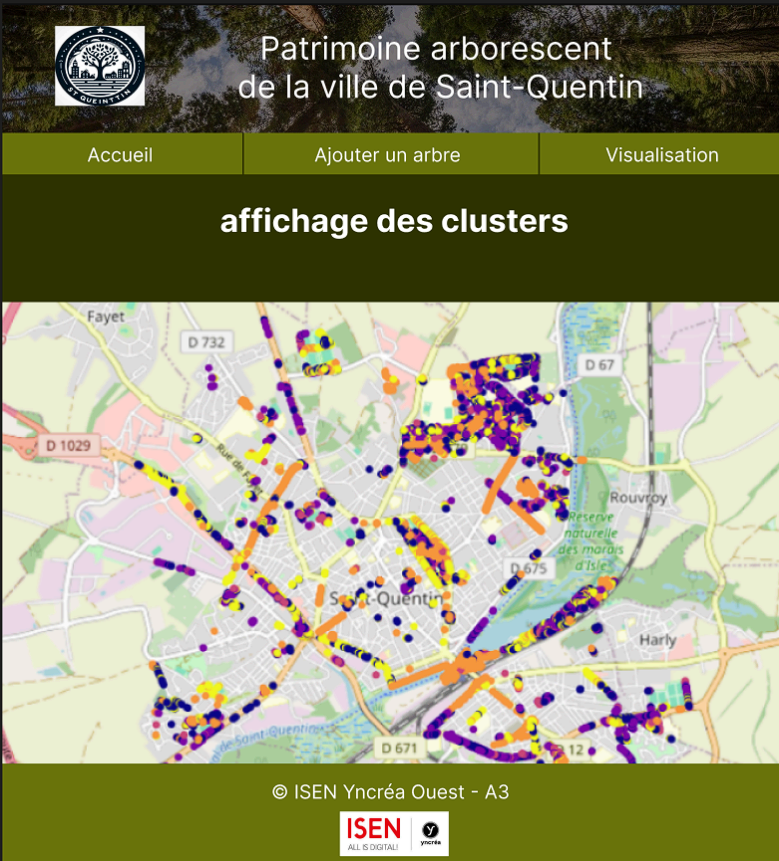 Patrimoine arborescent
de la ville de Saint-Quentin
ST QUEINTTIN
Accueil
Ajouter un arbre
Visualisation
affichage des clusters
Fayet
D 732
D 67
D 1029
Rouvroy
Réserve
naturelle
des marais
d'Isle
D 675
Saint-Quentin
Harly
de Saint-Quentin
D 671
12
© ISEN Yncréa Ouest - A3
ISEN
ALL IS DIGITAL!
yncréa